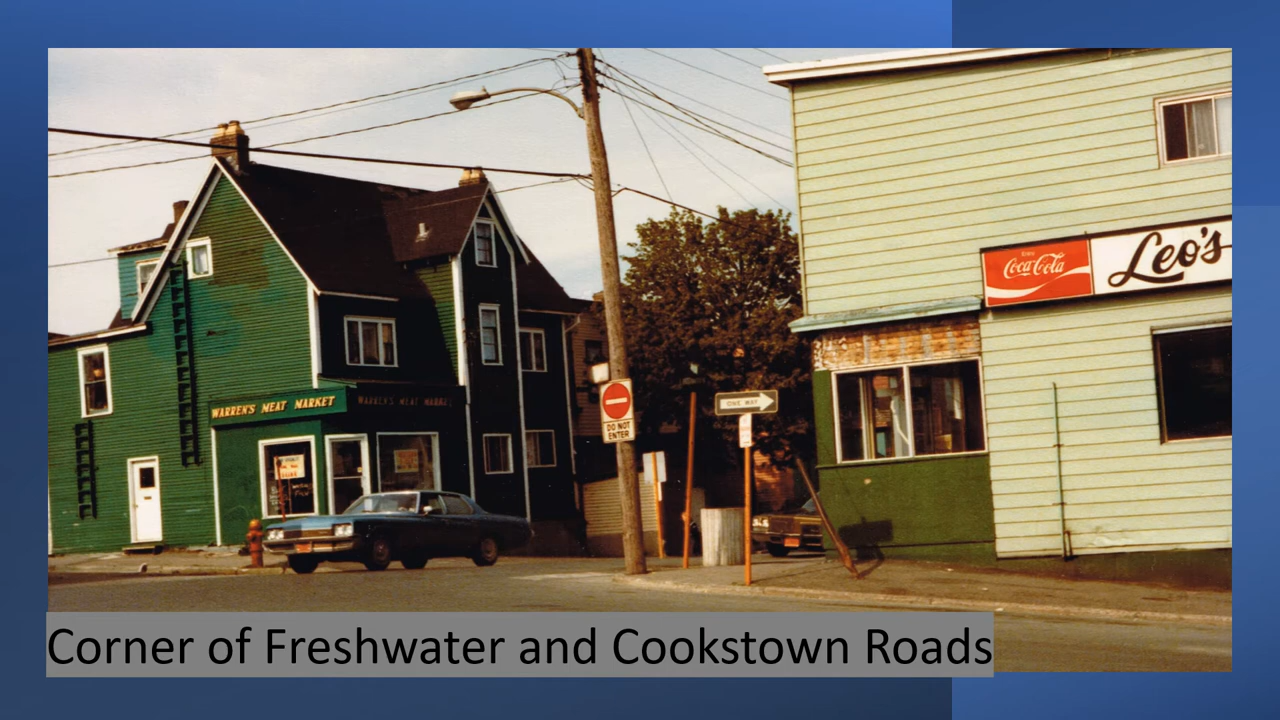 Enjoy
Coca-Cola
Leo's
WARREN'S MEAT MARKET
WARREN'S MEAT MARKET
DO NOT
ENTER
ONE WAY
Corner of Freshwater and Cookstown Roads